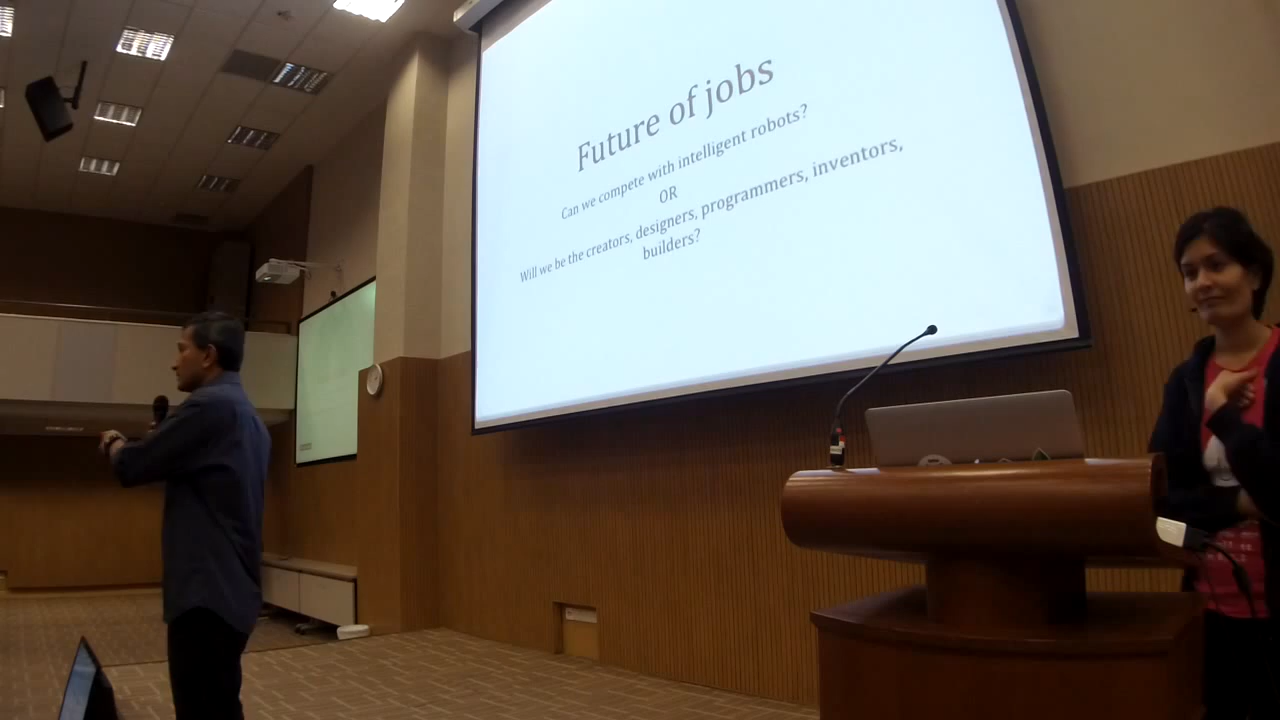 Future of jobs
Can we compete with intelligent robots?
OR
Will we be the creators, designers, programmers, inventors,
builders?